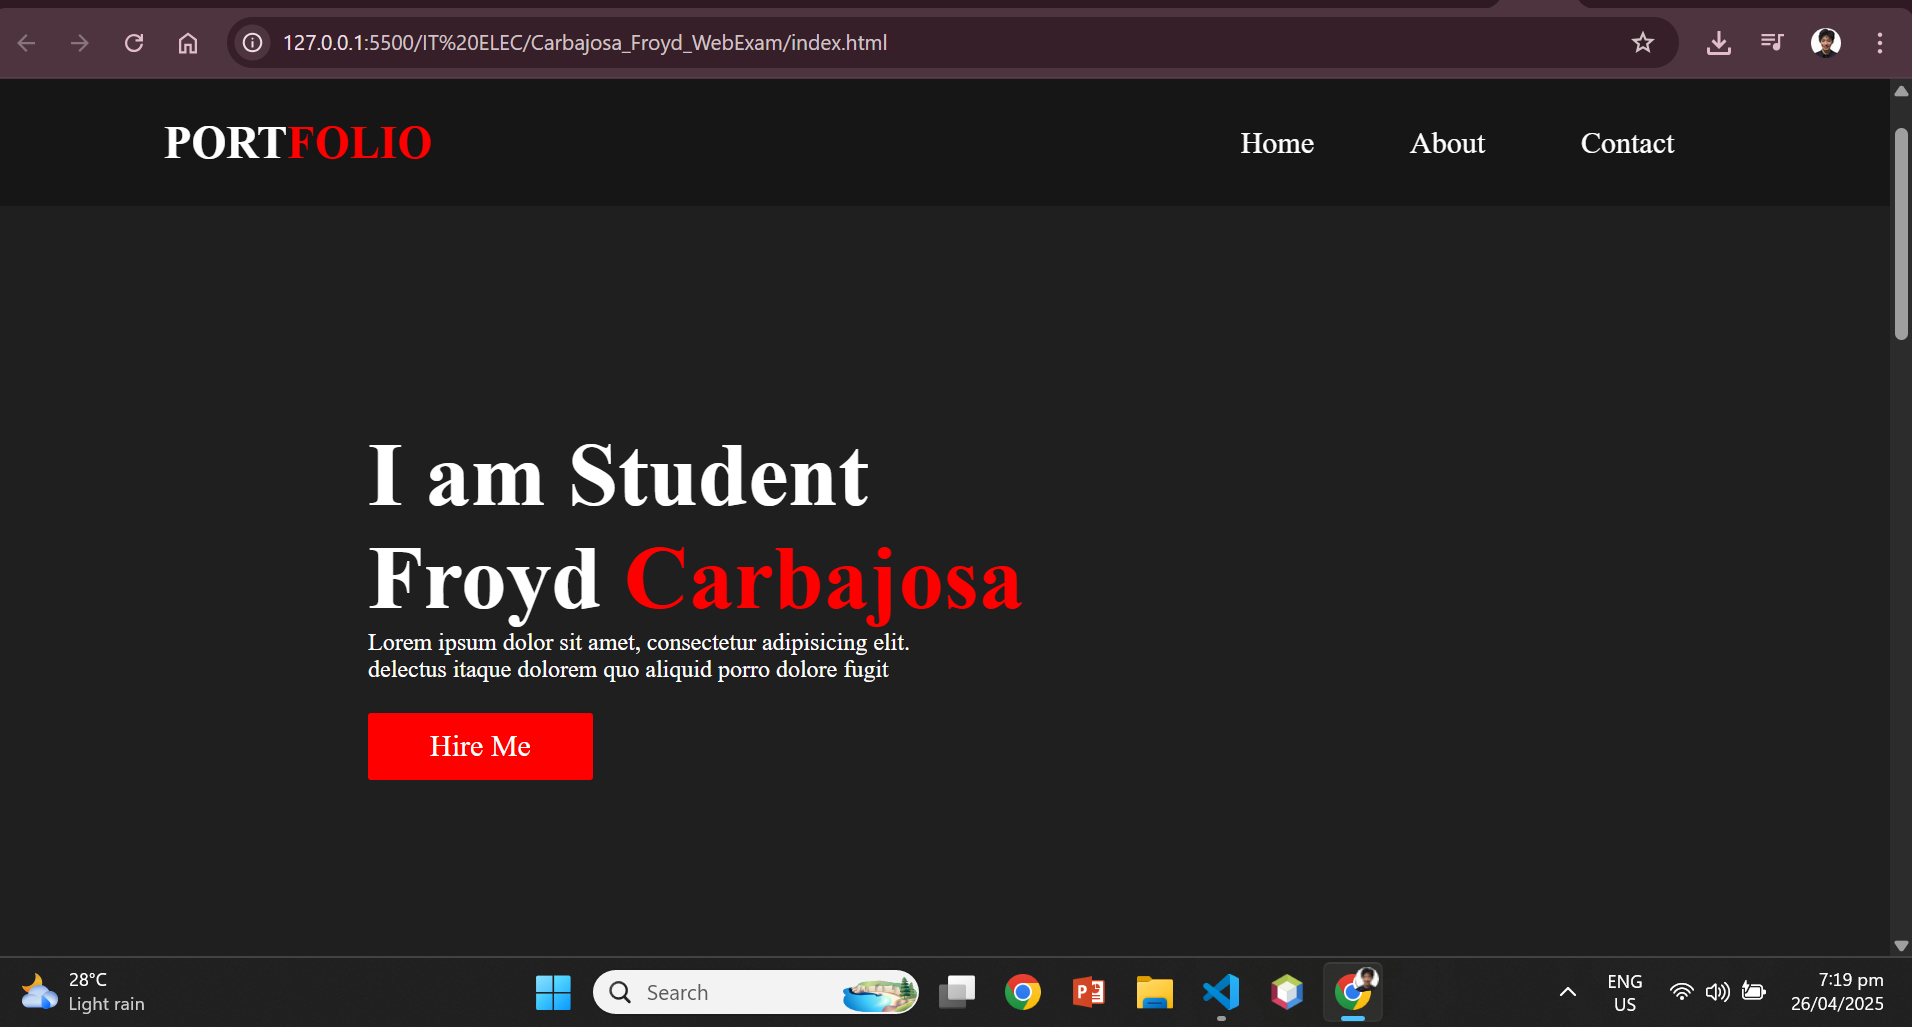 127.0.0.1:5500/IT%20ELEC/Carbajosa_Froyd_WebExam/index.html
PORTFOLIO
Home
About
Contact
I am Student
Froyd Carbajosa
Lorem ipsum dolor sit amet, consectetur adipisicing elit.
delectus itaque dolorem quo aliquid porro dolore fugit
Hire Me
28°C
Light rain
Search
ENG
US
7:19 pm
26/04/2025